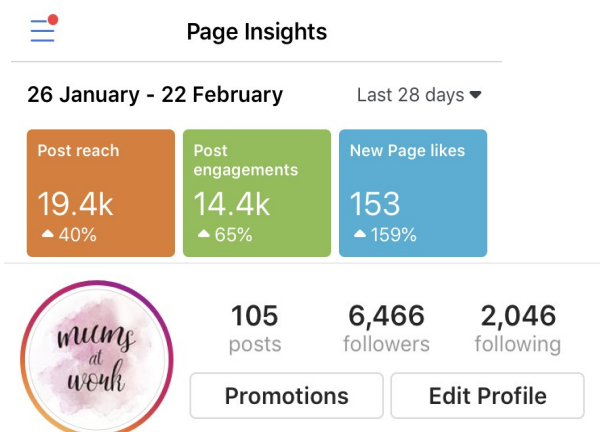 Page Insights
26 January - 22 February
Last 28 days
Post reach
19.4k
40%
Post
engagements
14.4k
65%
New Page likes
153
159%
mums
at
work
105
posts
6,466
followers
2,046
following
Promotions
Edit Profile